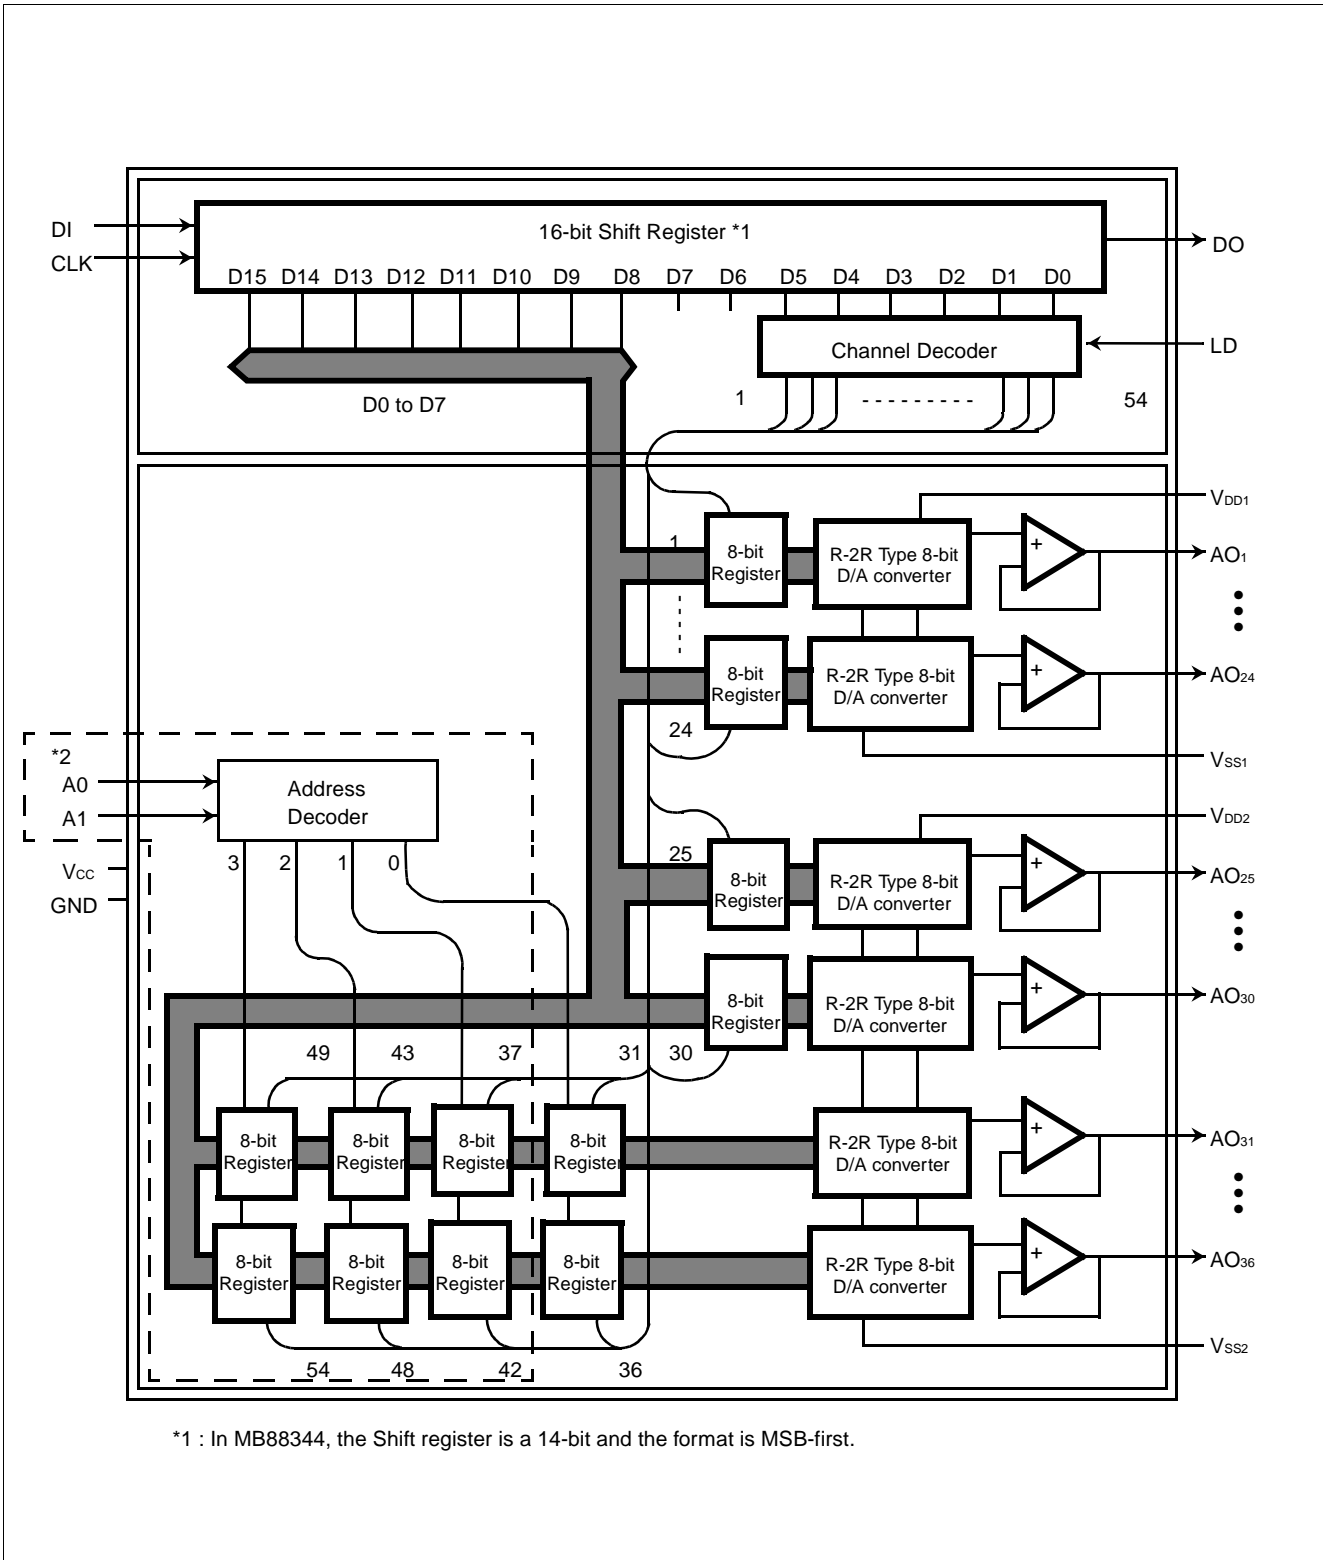 16-bit Shift Register *1
DI
CLK
DO
D15 D14 D13 D12 D11 D10 D9 D8 D7 D6 D5 D4 D3 D2 D1 D0
Channel Decoder
LD
D0 to D7
1
54
VDD1
1
8-bit
Register
R-2R Type 8-bit
D/A converter
+
AO1
8-bit
Register
R-2R Type 8-bit
D/A converter
+
AO24
24
VSS1
*2
A0
A1
Address
Decoder
3 2 1 0
VCC
GND
VDD2
25
8-bit
Register
R-2R Type 8-bit
D/A converter
+
AO25
8-bit
Register
R-2R Type 8-bit
D/A converter
+
AO30
49 43 37 31 30
8-bit
Register
8-bit
Register
8-bit
Register
8-bit
Register
R-2R Type 8-bit
D/A converter
+
AO31
8-bit
Register
8-bit
Register
8-bit
Register
8-bit
Register
R-2R Type 8-bit
D/A converter
+
AO36
VSS2
54 48 42 36
*1 : In MB88344, the Shift register is a 14-bit and the format is MSB-first.